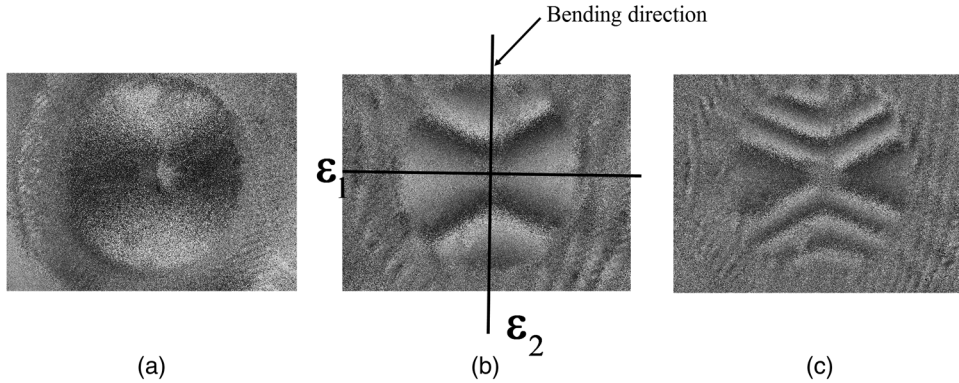 Bending direction
ε1
ε2
(a)
(b)
(c)